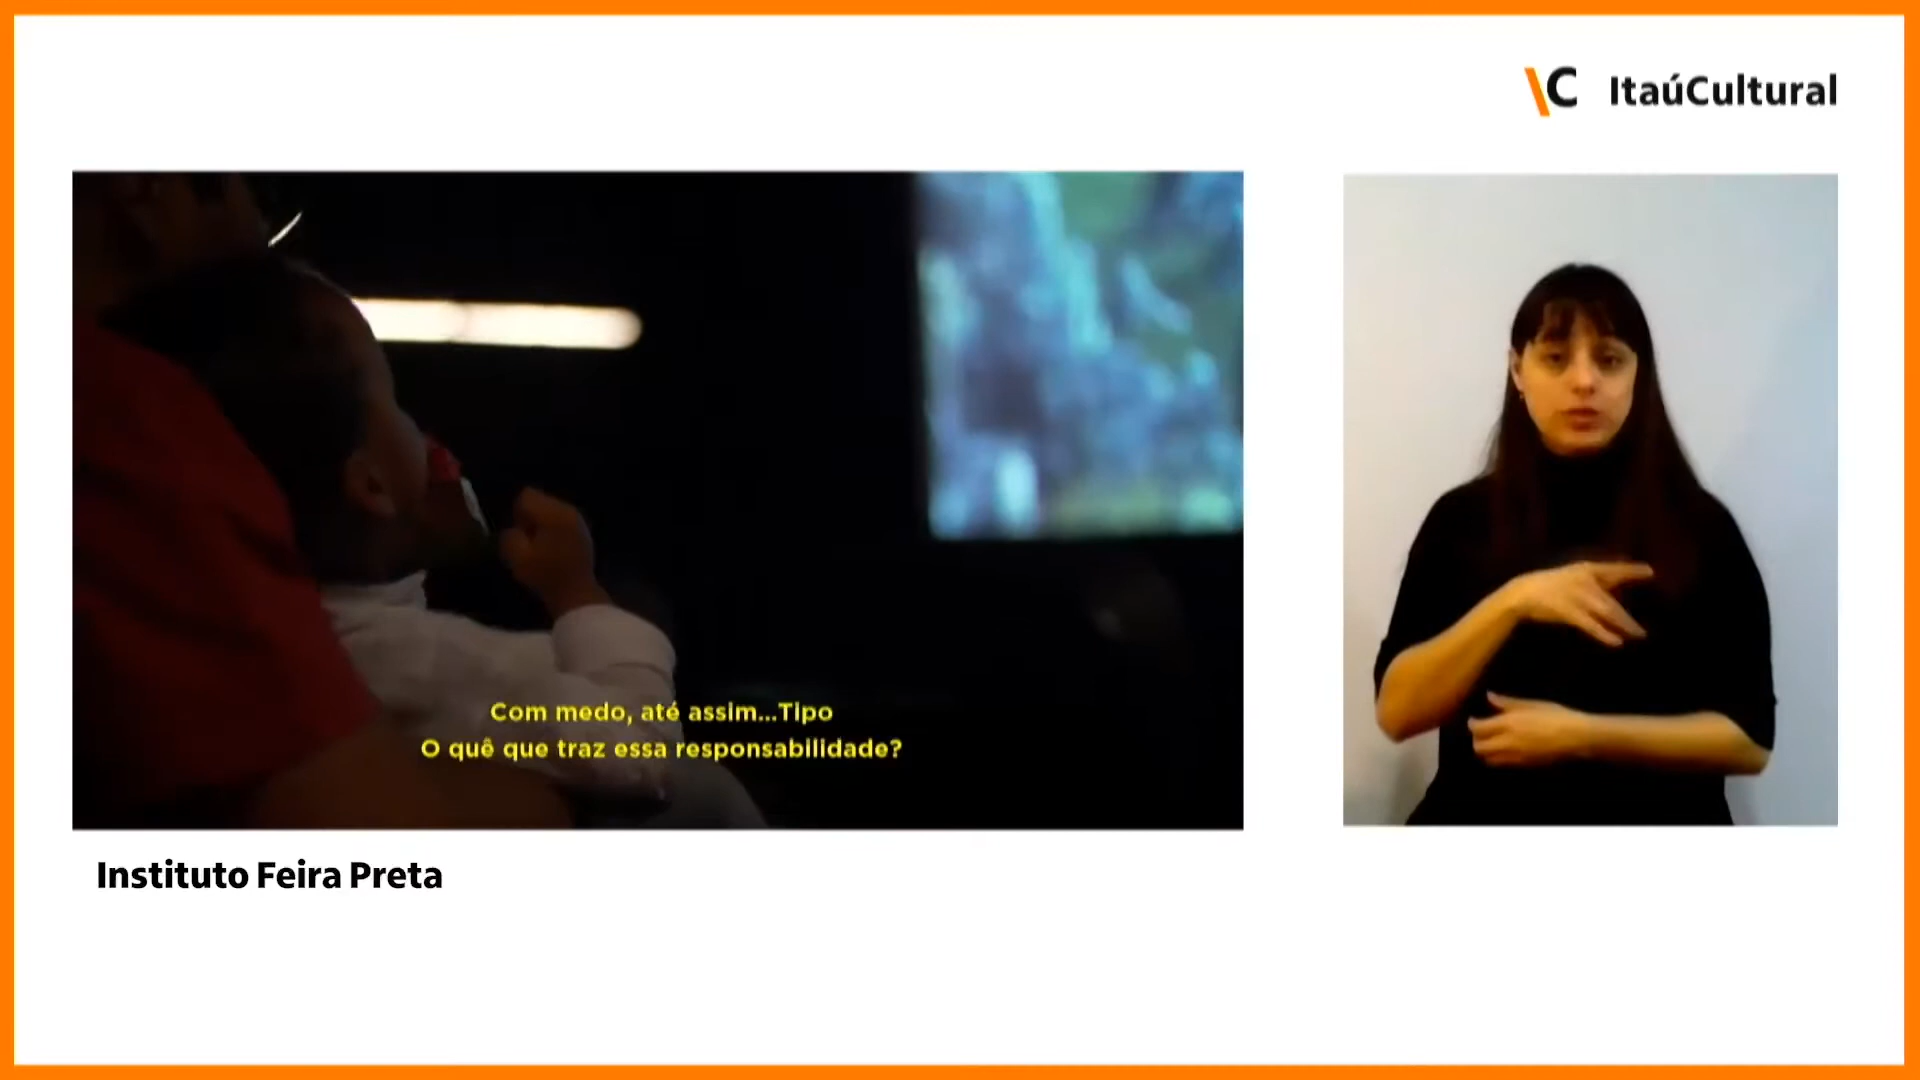 \C ItaúCultural
Com medo, até assim...Tipo
O quê que traz essa responsabilidade?
Instituto Feira Preta